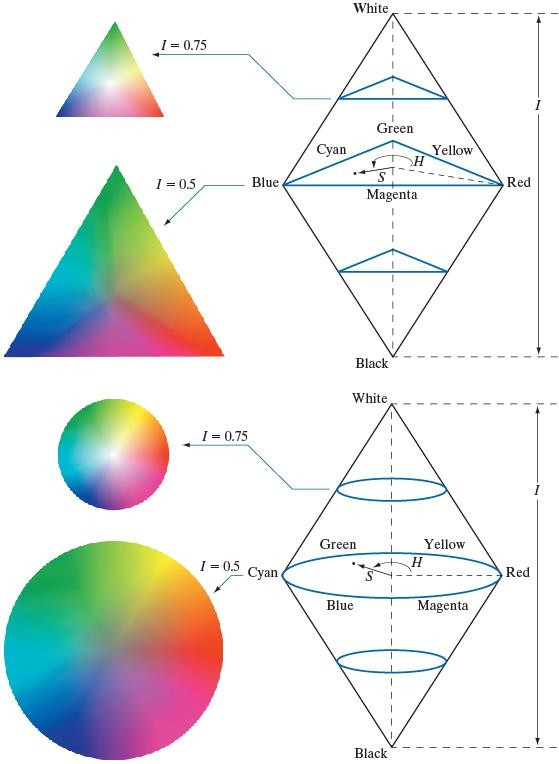 White
I = 0.75
I
Green
Cyan
Yellow
H
I = 0.5
Blue
S
Red
Magenta
Black
White
I = 0.75
I
Green
Yellow
I = 0.5
Cyan
H
S
Red
Blue
Magenta
Black